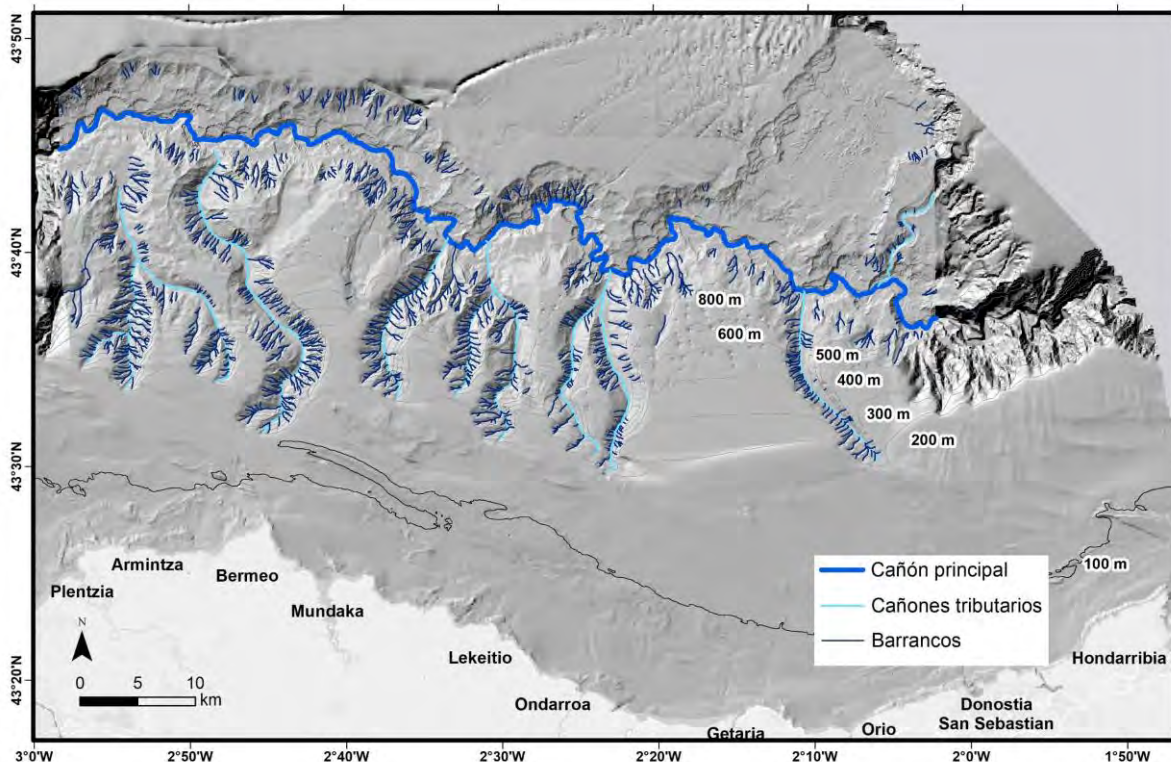 43°50'N
43°40'N
43°30'N
43°20'N
800 m
600 m
500 m
400 m
300 m
200 m
100 m
Armintza
Plentzia
Bermeo
Mundaka
Lekeitio
Ondarroa
Getaria
Orio
Donostia
San Sebastian
Hondarribia
Cañón principal
Cañones tributarios
Barrancos
N
0 5 10
km
3°0'W 2°50'W 2°40'W 2°30'W 2°20'W 2°10'W 2°0'W 1°50'W